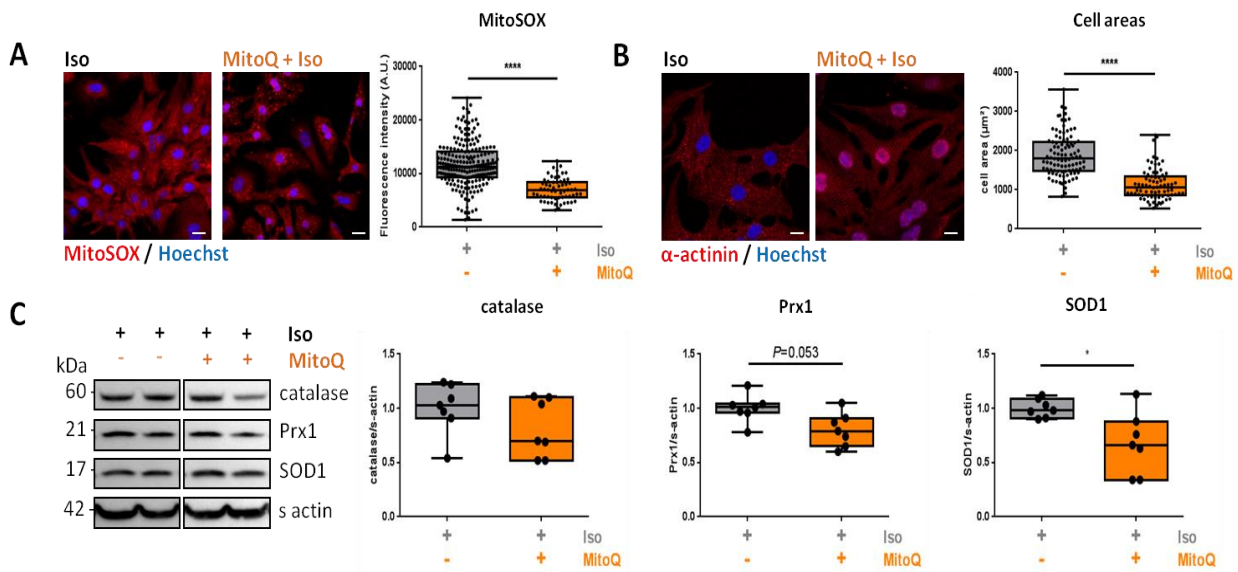 MitoSOX
Cell areas
A
Iso
MitoQ + Iso
B
Iso
MitoQ + Iso
Fluorescence Intensity (A.U.)
30000
20000
10000
0
****
cell area (µm²)
4000
3000
2000
1000
0
****
+ + Iso
- + MitoQ
+ + Iso
- + MitoQ
MitoSOX / Hoechst
α-actinin / Hoechst
C
catalase
Prx1
SOD1
+ + + + Iso
- - + + MitoQ
kDa
60 catalase
21 Prx1
17 SOD1
42 s actin
catalase/s-actin
1.5
1.0
0.5
0.0
+ + Iso
- + MitoQ
Prx1/s-actin
1.5
1.0
0.5
0.0
P=0.053
+ + Iso
- + MitoQ
SOD1/s-actin
1.5
1.0
0.5
0.0
*
+ + Iso
- + MitoQ